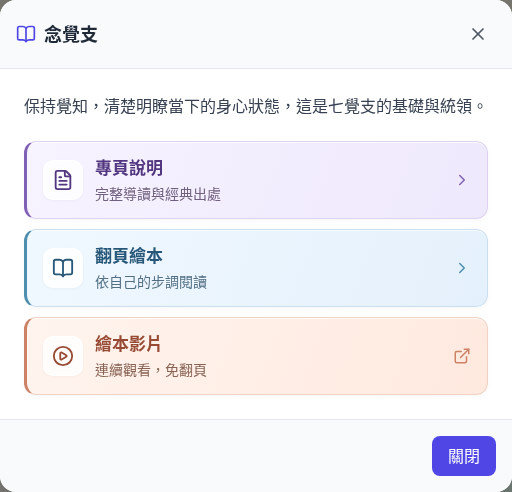 念覺支
保持覺知，清楚明瞭當下的身心狀態，這是七覺支的基礎與統領。
專頁說明
完整導讀與經典出處
翻頁繪本
依自己的步調閱讀
繪本影片
連續觀看，免翻頁
關閉